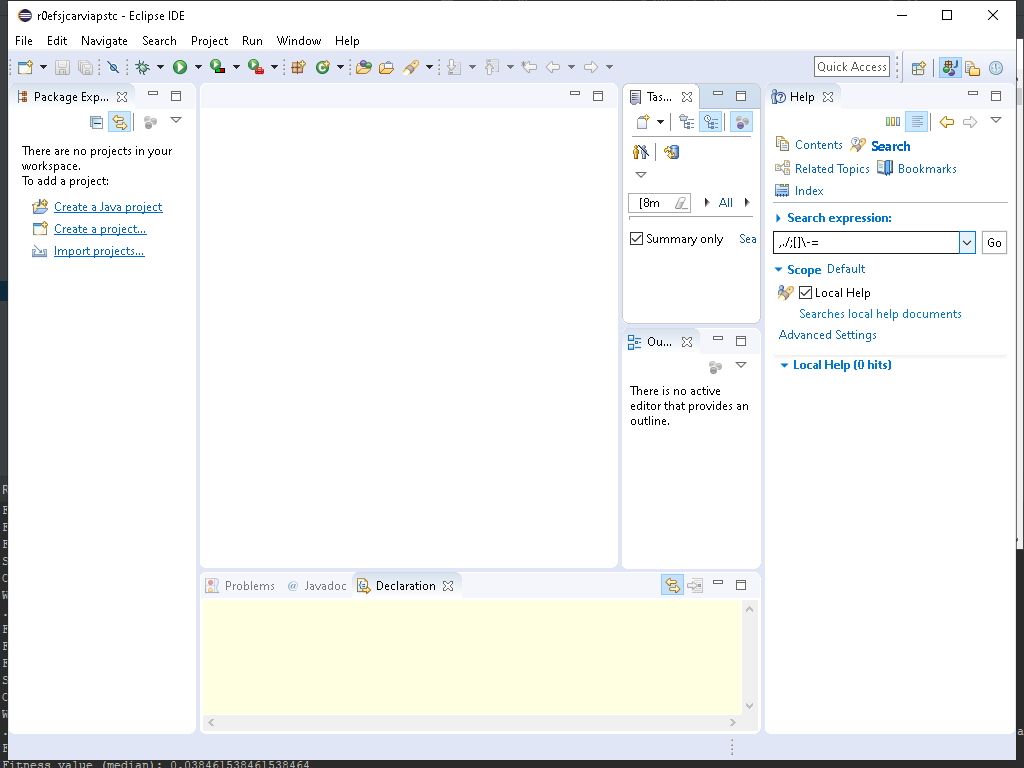 r0efsjcarviapstc - Eclipse IDE
File Edit Navigate Search Project Run Window Help
Quick Access
Package Exp...
There are no projects in your
workspace.
To add a project:
Create a Java project
Create a project...
Import projects...
Tas...
[8m
All
Summary only Sea
Ou...
There is no active
editor that provides an
outline.
Help
Contents Search
Related Topics Bookmarks
Index
Search expression:
,./;[]\-=
Go
Scope Default
Local Help
Searches local help documents
Advanced Settings
Local Help (0 hits)
Problems @ Javadoc Declaration
Fitness value (median): 0.038461538461538464